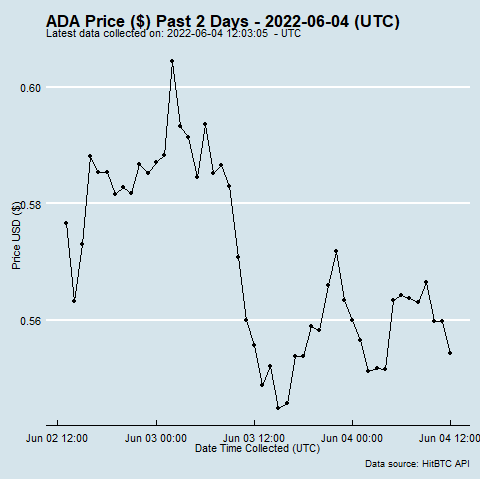 ADA Price ($) Past 2 Days - 2022-06-04 (UTC)
Latest data collected on: 2022-06-04 12:03:05 - UTC
0.60
0.58
0.56
Price USD ($)
Jun 02 12:00 Jun 03 00:00 Jun 03 12:00 Jun 04 00:00 Jun 04 12:00
Date Time Collected (UTC)
Data source: HitBTC API